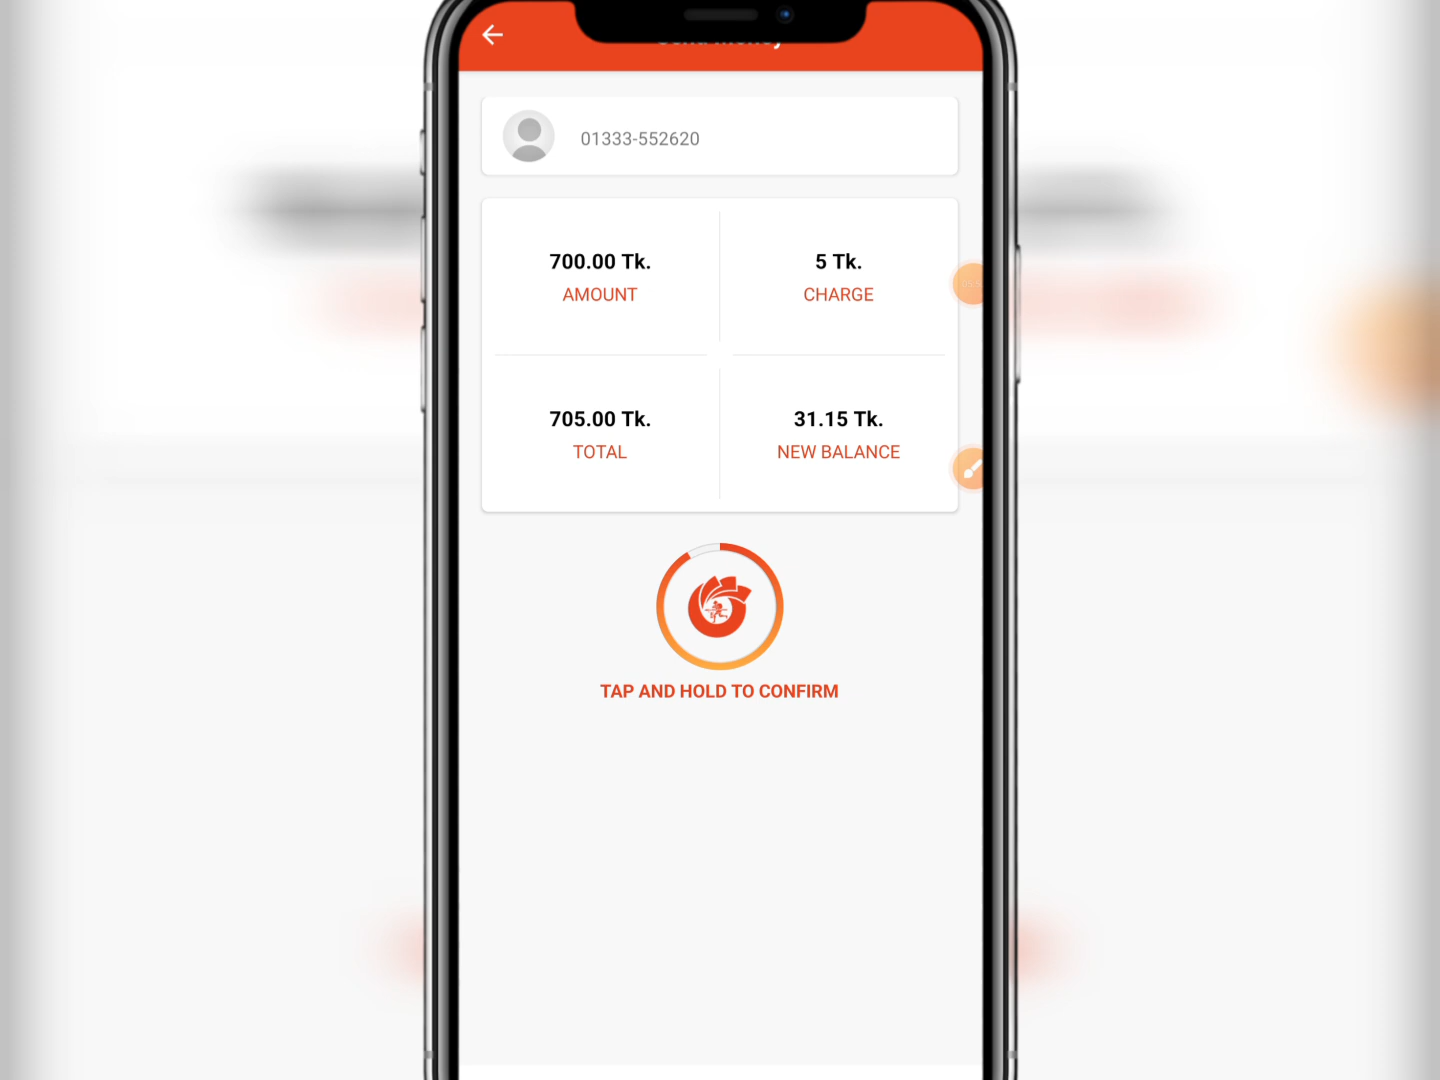 01333-552620
700.00 Tk.
AMOUNT
5 Tk.
CHARGE
705.00 Tk.
TOTAL
31.15 Tk.
NEW BALANCE
TAP AND HOLD TO CONFIRM